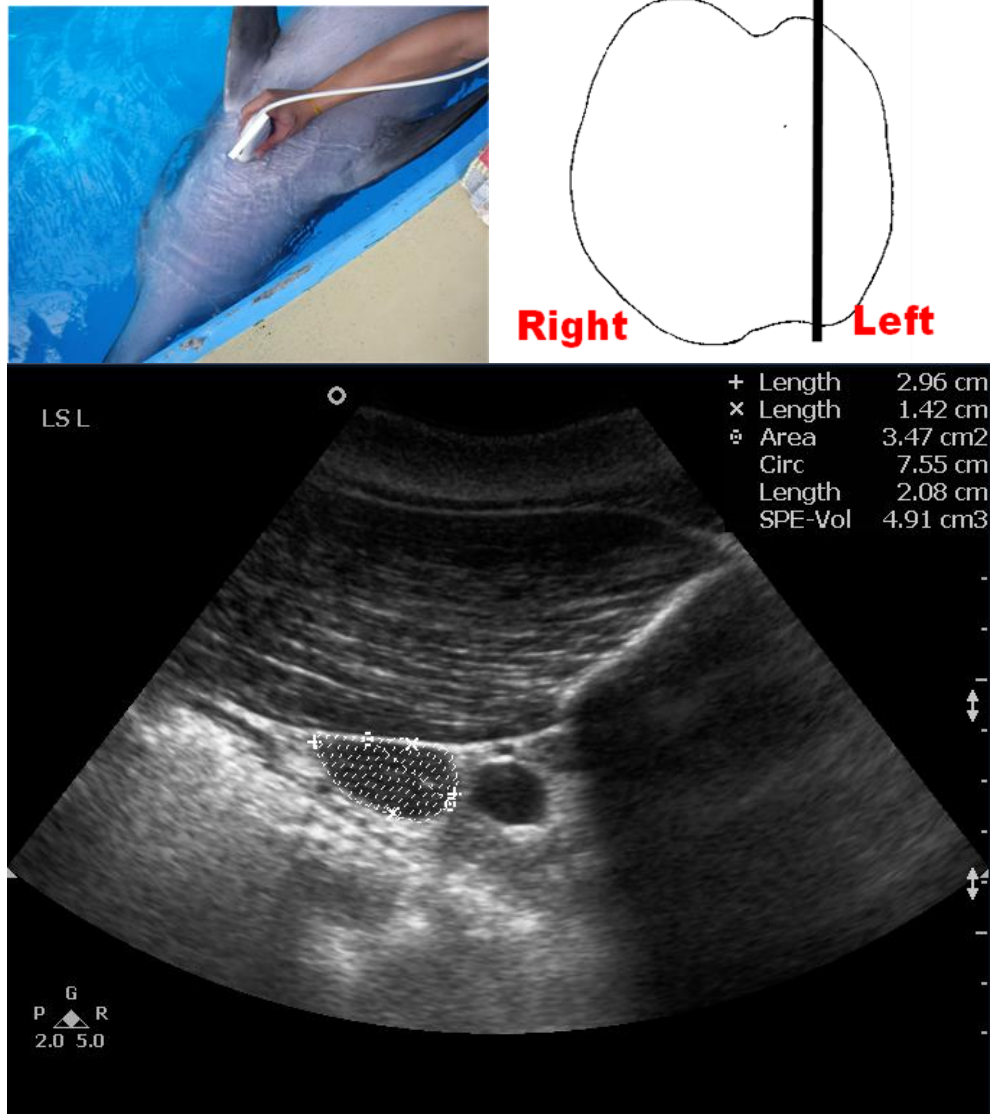 Right
Left
LS L
+ Length 2.96 cm
× Length 1.42 cm
Area 3.47 cm2
Circ 7.55 cm
Length 2.08 cm
SPE-Vol 4.91 cm3
G
P R
2.0 5.0